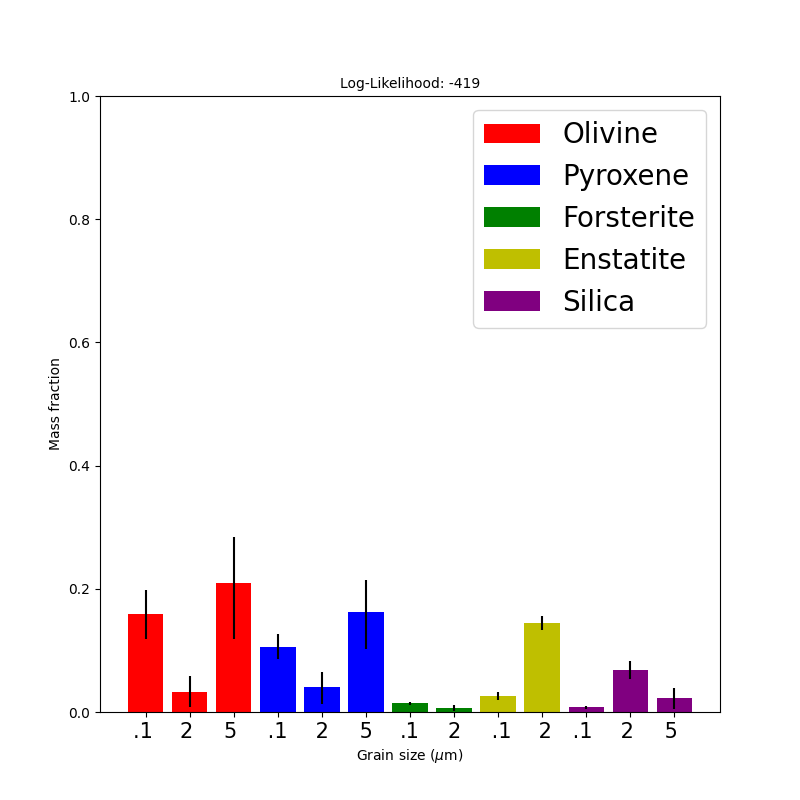 Log-Likelihood: -419
1.0
0.8
0.6
0.4
0.2
0.0
Mass fraction
Olivine
Pyroxene
Forsterite
Enstatite
Silica
.1 2 5 .1 2 5 .1 2 .1 2 .1 2 5
Grain size (μm)